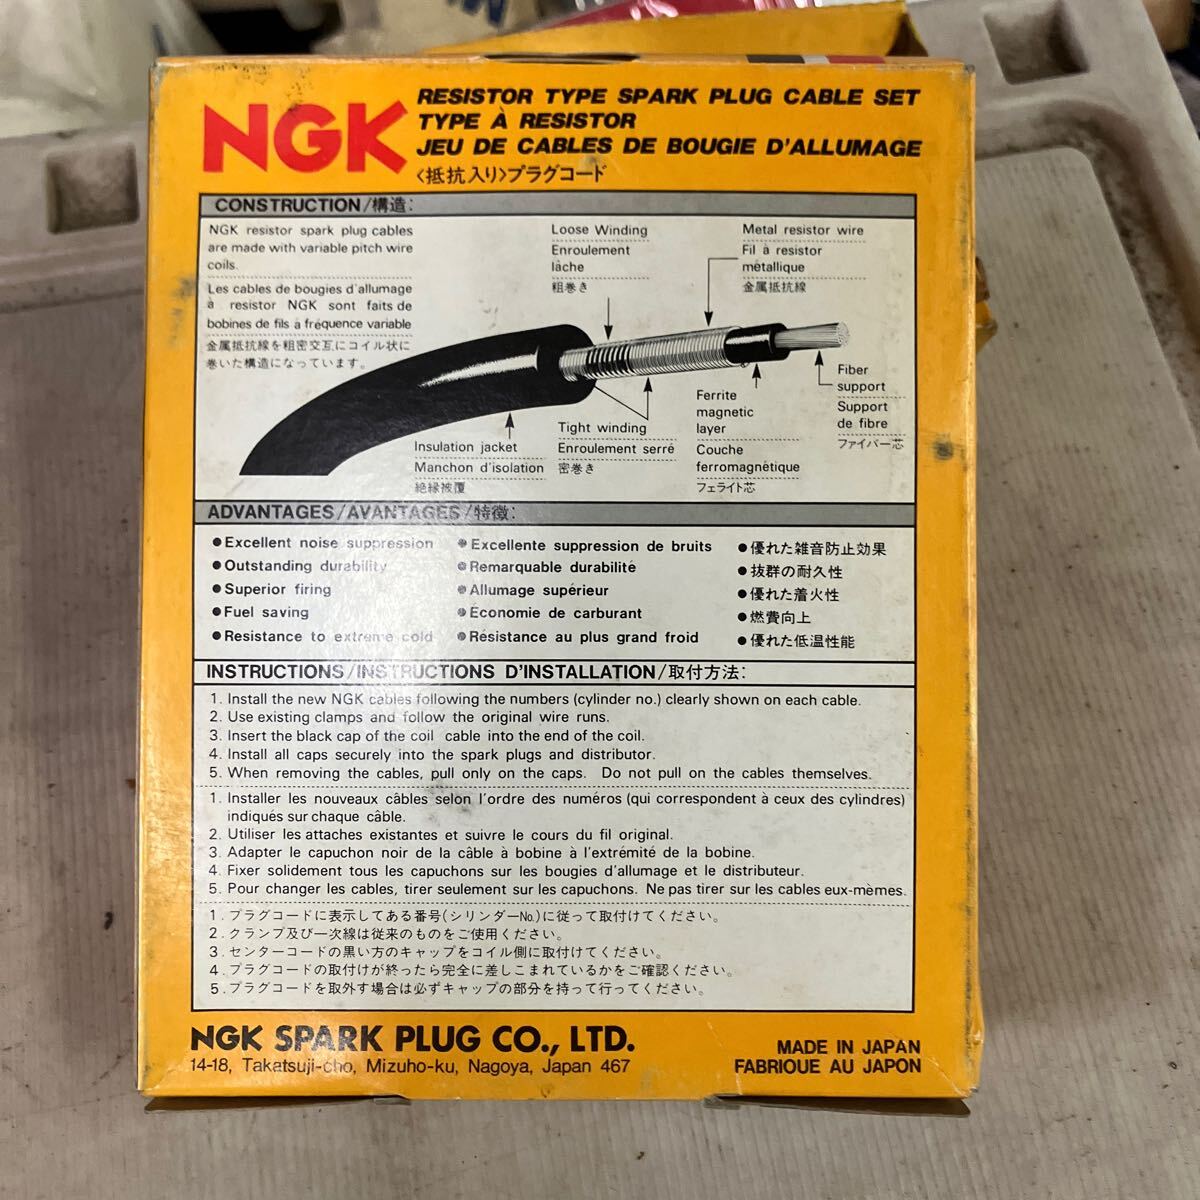 NGK
RESISTOR TYPE SPARK PLUG CABLE SET
TYPE À RESISTOR
JEU DE CABLES DE BOUGIE D'ALLUMAGE
〈抵抗入り〉プラグコード
CONSTRUCTION/構造:
NGK resistor spark plug cables
are made with variable pitch wire
coils.
Les cables de bougies d'allumage
à resistor NGK sont faits de
bobines de fils à fréquence variable
金属抵抗線を粗密交互にコイル状に
巻いた構造になっています。
Loose Winding
Enroulement
lâche
粗巻き
Metal resistor wire
Fil à resistor
métallique
金属抵抗線
Fiber
support
Support
de fibre
ファイバー芯
Ferrite
magnetic
layer
Couche
ferromagnétique
フェライト芯
Tight winding
Enroulement serré
密巻き
Insulation jacket
Manchon d'isolation
絶縁被覆
ADVANTAGES/AVANTAGES/特徴:
●Excellent noise suppression
●Outstanding durability
●Superior firing
●Fuel saving
●Resistance to extreme cold
●Excellente suppression de bruits
●Remarquable durabilité
●Allumage supérieur
●Économie de carburant
●Résistance au plus grand froid
●優れた雑音防止効果
●抜群の耐久性
●優れた着火性
●燃費向上
●優れた低温性能
INSTRUCTIONS/INSTRUCTIONS D'INSTALLATION/取付方法:
1. Install the new NGK cables following the numbers (cylinder no.) clearly shown on each cable.
2. Use existing clamps and follow the original wire runs.
3. Insert the black cap of the coil cable into the end of the coil.
4. Install all caps securely into the spark plugs and distributor.
5. When removing the cables, pull only on the caps. Do not pull on the cables themselves.
1. Installer les nouveaux câbles selon l'ordre des numéros (qui correspondent à ceux des cylindres)
indiqués sur chaque câble.
2. Utiliser les attaches existantes et suivre le cours du fil original.
3. Adapter le capuchon noir de la câble à bobine à l'extrémité de la bobine.
4. Fixer solidement tous les capuchons sur les bougies d'allumage et le distributeur.
5. Pour changer les cables, tirer seulement sur les capuchons. Ne pas tirer sur les cables eux-mèmes.
1. プラグコードに表示してある番号(シリンダーNo.)に従って取付けてください。
2. クランプ及び一次線は従来のものをご使用ください。
3. センターコードの黒い方のキャップをコイル側に取付けてください。
4. プラグコードの取付けが終ったら完全に差しこまれているかをご確認ください。
5. プラグコードを取外す場合は必ずキャップの部分を持って行ってください。
NGK SPARK PLUG CO., LTD.
14-18, Takatsuji-cho, Mizuho-ku, Nagoya, Japan 467
MADE IN JAPAN
FABRIQUE AU JAPON